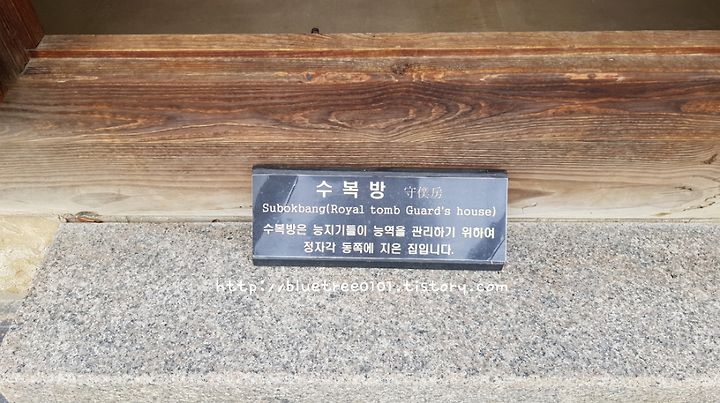 수복방 守僕房
Subokbang(Royal tomb Guard's house)
수복방은 능지기들이 능역을 관리하기 위하여
정자각 동쪽에 지은 집입니다.
http://bluetree0101.tistory.com